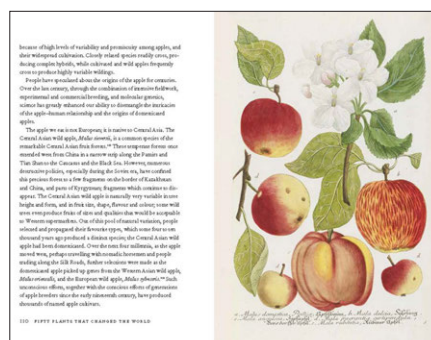 because of high levels of variability and promiscuity among apples, and
their widespread cultivation. Closely related species readily cross, pro-
ducing complex hybrids, while cultivated and wild apples frequently
cross to produce highly variable wildings.
People have speculated about the origins of the apple for centuries.
Over the last century, through the combination of intensive fieldwork,
experimental and commercial breeding, and molecular genetics,
science has greatly enhanced our ability to disentangle the intricacies
of the apple–human relationship and the origins of domesticated
apples.
The apple we eat is not European; it is native to Central Asia. The
Central Asian wild apple, Malus sieversii, is a common species of the
remarkable Central Asian fruit forests. These temperate forests once
extended west from China in a narrow strip along the Pamirs and
Tian Shan to the Caucasus and the Black Sea. However, numerous
destructive policies, especially during the Soviet era, have confined
this precious forest to a few fragments on the border of Kazakhstan
and China, and parts of Kyrgyzstan; fragments which continue to dis-
appear. The Central Asian wild apple is naturally very variable in tree
height and form, and in fruit size, shape, flavour and colour; some wild
trees even produce fruits of sizes and qualities that would be acceptable
to Western supermarkets. Out of this pool of natural variation, people
selected and propagated their favourite types, which some four to ten
thousand years ago produced a distinct species; the Central Asian wild
apple had been domesticated. Over the next four millennia, as the apple
moved west, perhaps travelling with nomadic horsemen and people
trading along the Silk Roads, further selections were made as the
domesticated apple picked up genes from the Western Asian wild apple,
Malus orientalis, and the European wild apple, Malus sylvestris. Such
unconscious efforts, together with the conscious efforts of generations
of apple breeders since the early nineteenth century, have produced
thousands of named apple cultivars.
110 FIFTY PLANTS THAT CHANGED THE WORLD